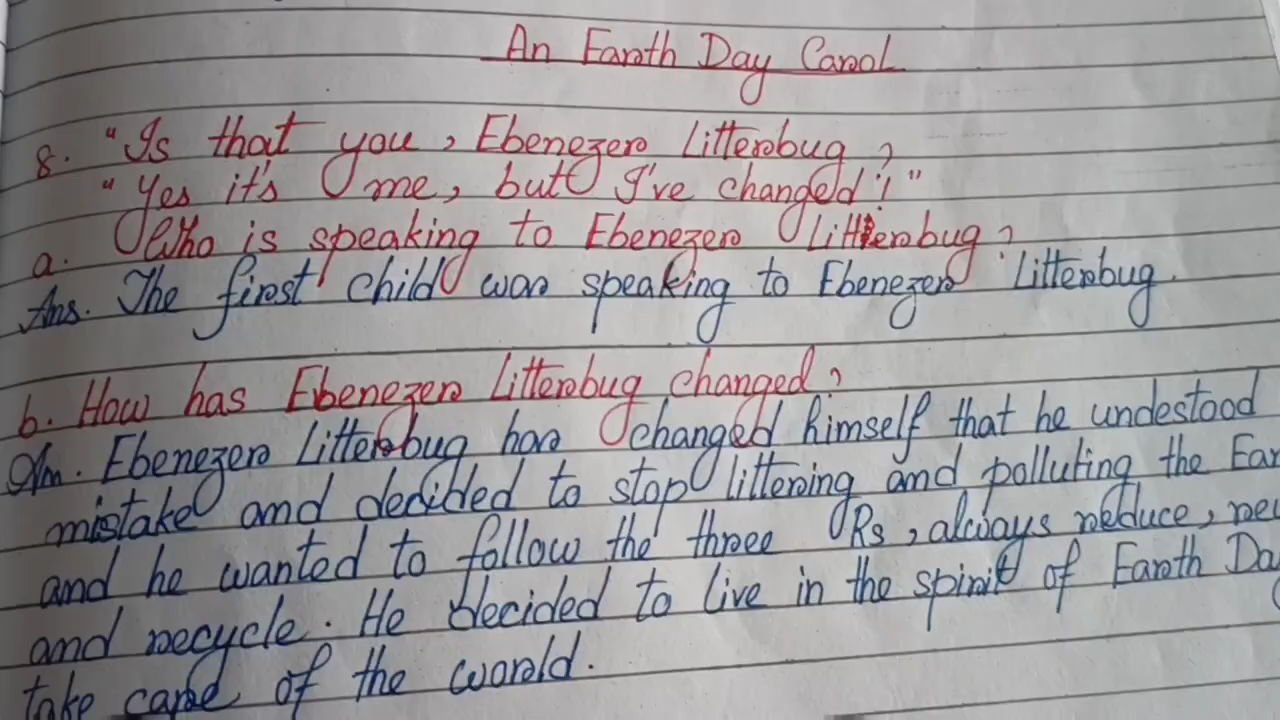 An Earth Day Carol
8. "Is that you, Ebenezer Litterbug?
"Yes it's me, but I've changed!"
a. Who is speaking to Ebenezer Litterbug?
Ans. The first child was speaking to Ebenezer Litterbug.
b. How has Ebenezer Litterbug changed?
Ans. Ebenezer Litterbug has changed himself that he undestood
mistake and decided to stop littering and polluting the Ear
and he wanted to follow the three Rs, always reduce, reu
and recycle. He decided to live in the spirit of Earth Da
take care of the world.